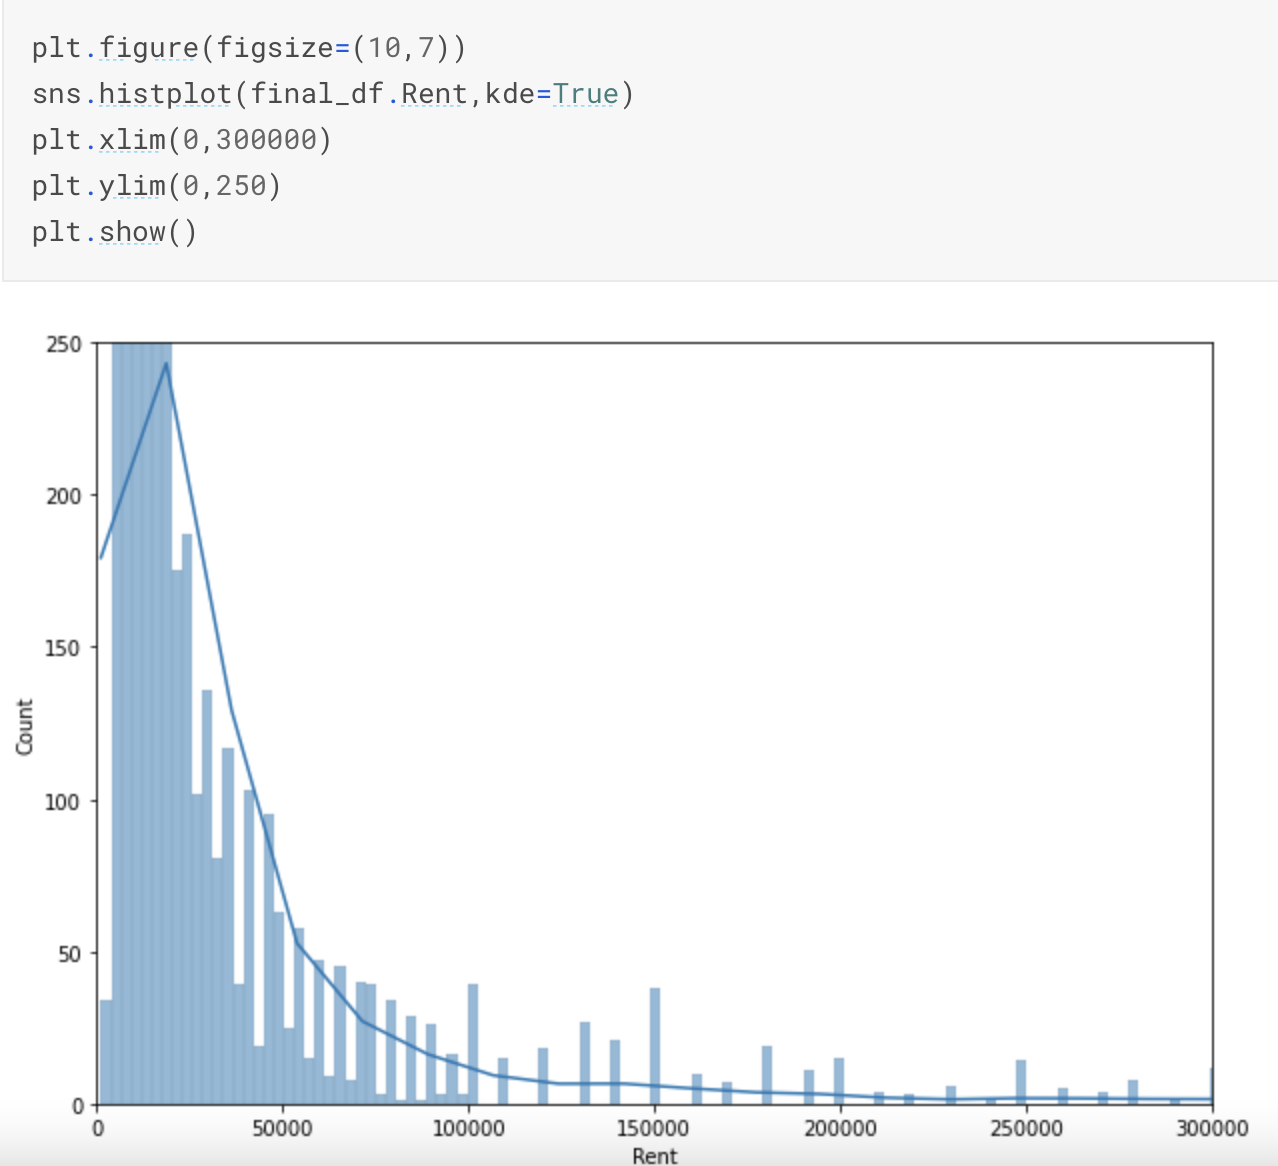 plt.figure(figsize=(10,7))
sns.histplot(final_df.Rent,kde=True)
plt.xlim(0,300000)
plt.ylim(0,250)
plt.show()
250
200
150
100
50
0
Count
0 50000 100000 150000 200000 250000 300000
Rent